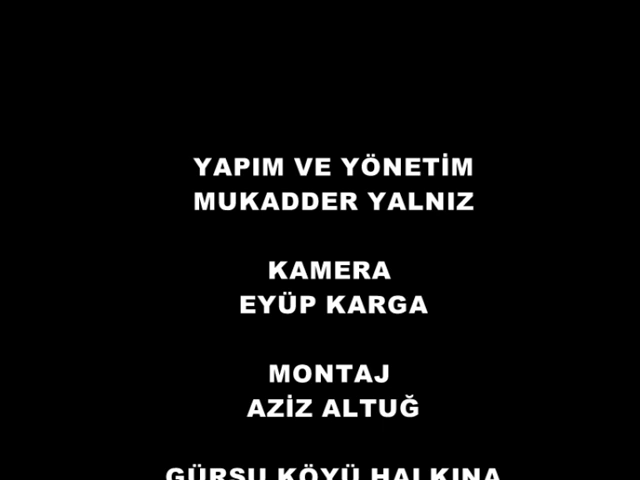 YAPIM VE YÖNETİM
MUKADDER YALNIZ
KAMERA
EYÜP KARGA
MONTAJ
AZİZ ALTUĞ
GÜRSU KÖYÜ HALKINA